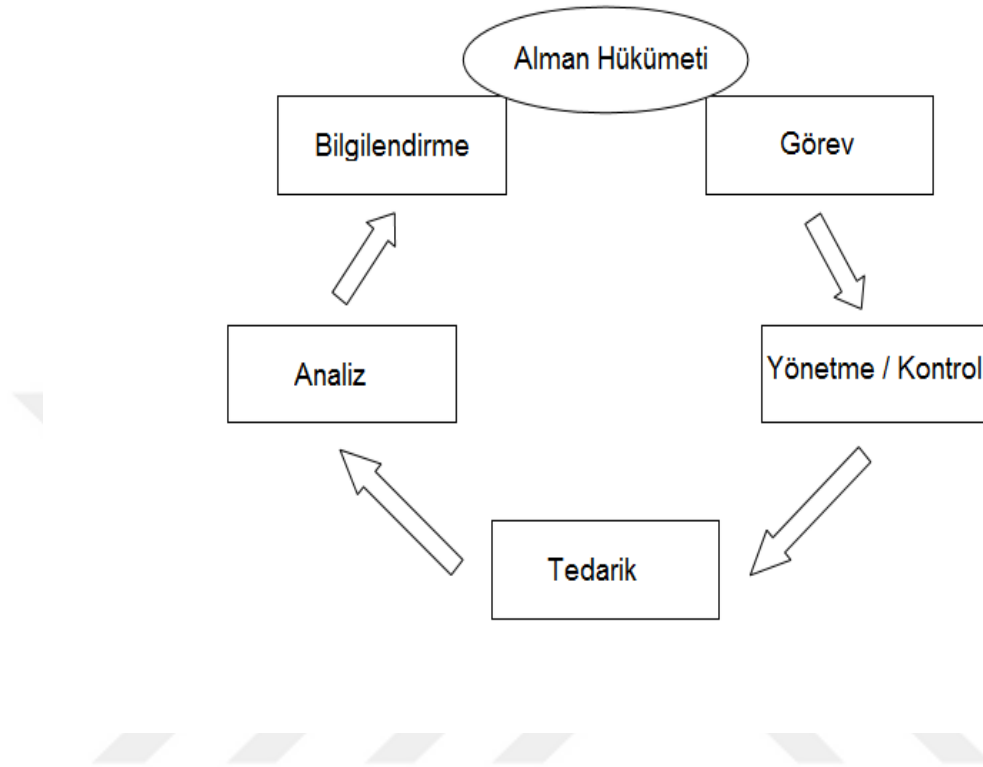 Alman Hükümeti
Bilgilendirme
Görev
Analiz
Yönetme / Kontrol
Tedarik